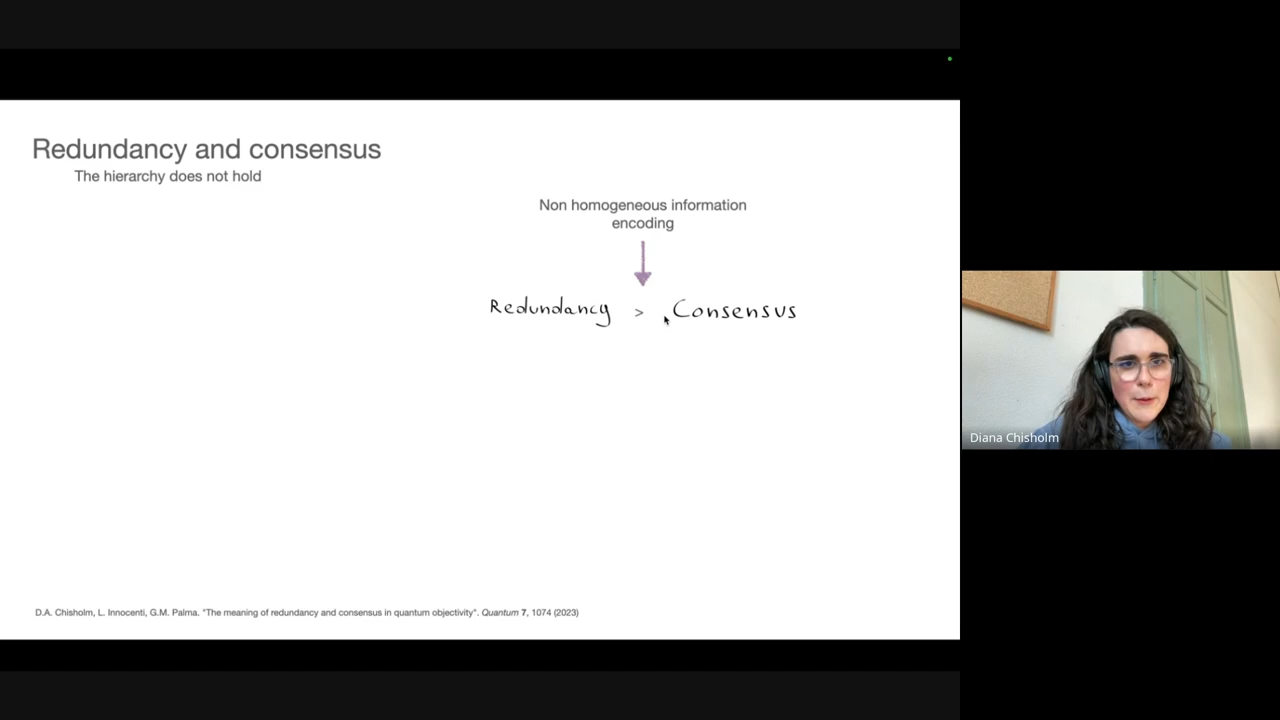 Redundancy and consensus
The hierarchy does not hold
Non homogeneous information
encoding
Redundancy > Consensus
Diana Chisholm
D.A. Chisholm, L. Innocenti, G.M. Palma. "The meaning of redundancy and consensus in quantum objectivity". Quantum 7, 1074 (2023)